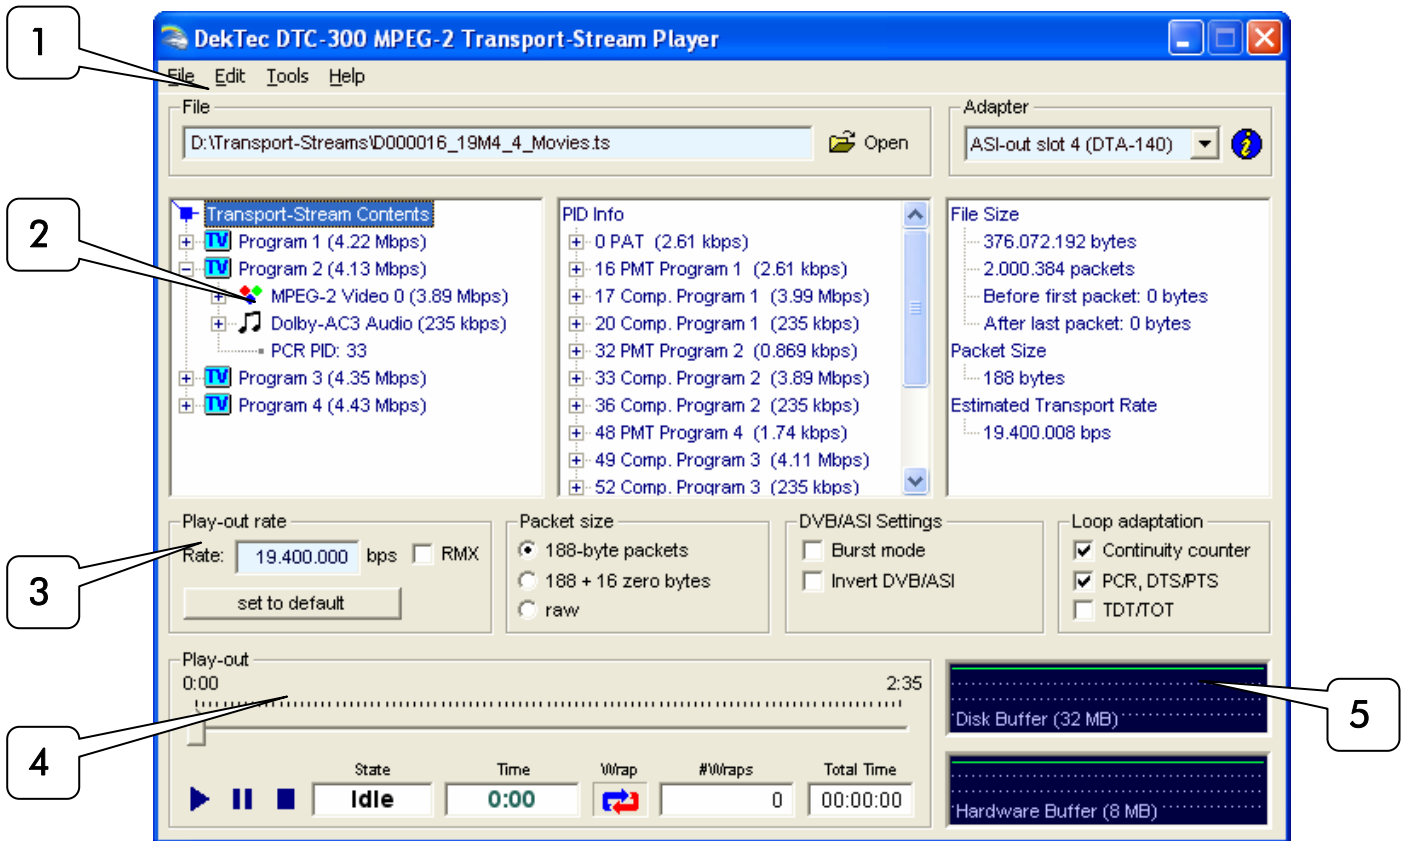 1
DekTec DTC-300 MPEG-2 Transport-Stream Player
File Edit Tools Help
File
D:\Transport-Streams\D000016_19M4_4_Movies.ts
Open
Adapter
ASI-out slot 4 (DTA-140)
2
Transport-Stream Contents
TV Program 1 (4.22 Mbps)
TV Program 2 (4.13 Mbps)
MPEG-2 Video 0 (3.89 Mbps)
Dolby-AC3 Audio (235 kbps)
PCR PID: 33
TV Program 3 (4.35 Mbps)
TV Program 4 (4.43 Mbps)
PID Info
0 PAT (2.61 kbps)
16 PMT Program 1 (2.61 kbps)
17 Comp. Program 1 (3.99 Mbps)
20 Comp. Program 1 (235 kbps)
32 PMT Program 2 (0.869 kbps)
33 Comp. Program 2 (3.89 Mbps)
36 Comp. Program 2 (235 kbps)
48 PMT Program 4 (1.74 kbps)
49 Comp. Program 3 (4.11 Mbps)
52 Comp. Program 3 (235 kbps)
File Size
376.072.192 bytes
2.000.384 packets
Before first packet: 0 bytes
After last packet: 0 bytes
Packet Size
188 bytes
Estimated Transport Rate
19.400.008 bps
3
Play-out rate
Rate: 19.400.000 bps RMX
set to default
Packet size
188-byte packets
188 + 16 zero bytes
raw
DVB/ASI Settings
Burst mode
Invert DVB/ASI
Loop adaptation
Continuity counter
PCR, DTS/PTS
TDT/TOT
4
Play-out
0:00 2:35
State Time Wrap #Wraps Total Time
Idle 0:00 0 00:00:00
Disk Buffer (32 MB)
5
Hardware Buffer (8 MB)